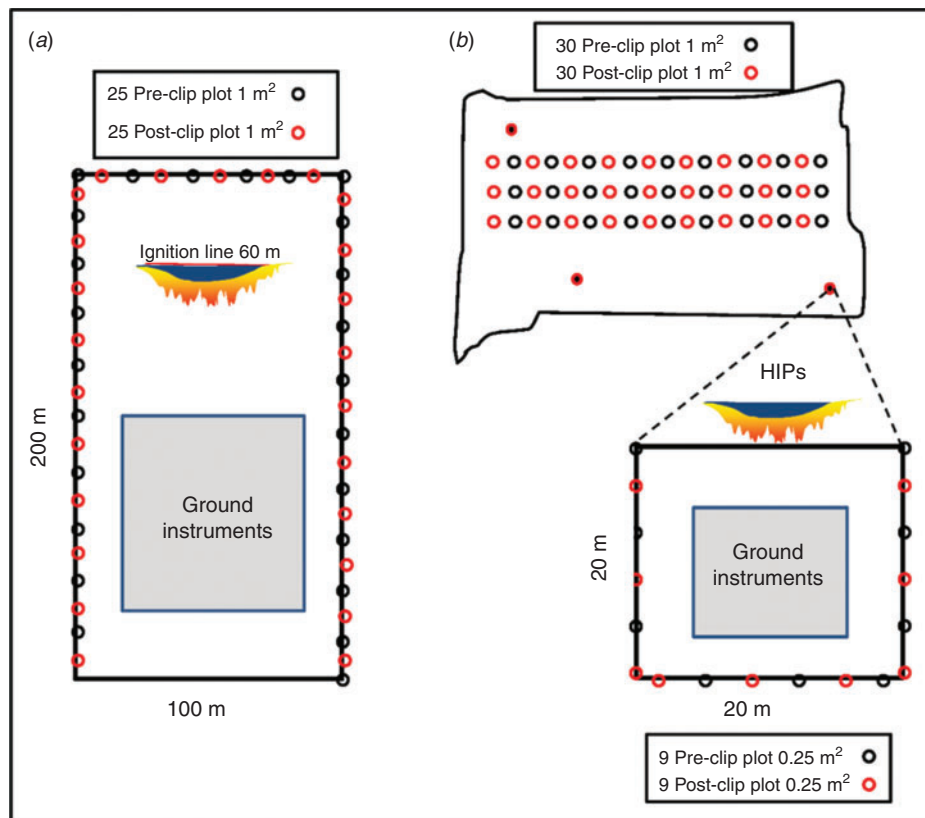 (a)
25 Pre-clip plot 1 m²
25 Post-clip plot 1 m²
Ignition line 60 m
200 m
Ground
instruments
100 m
(b)
30 Pre-clip plot 1 m²
30 Post-clip plot 1 m²
HIPs
20 m
Ground
instruments
20 m
9 Pre-clip plot 0.25 m²
9 Post-clip plot 0.25 m²